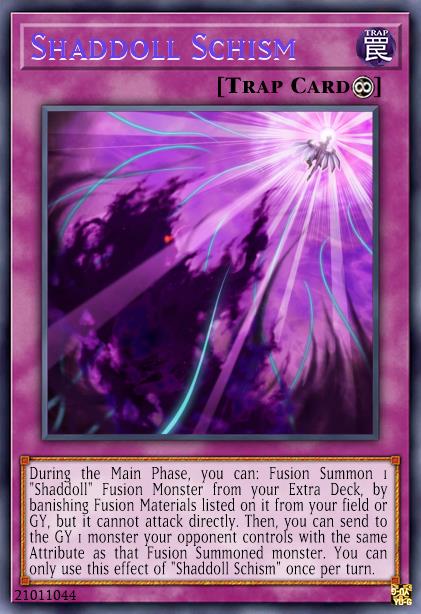 Shaddoll Schism
TRAP
罠
[Trap Card]
During the Main Phase, you can: Fusion Summon 1
"Shaddoll" Fusion Monster from your Extra Deck, by
banishing Fusion Materials listed on it from your field or
GY, but it cannot attack directly. Then, you can send to
the GY 1 monster your opponent controls with the same
Attribute as that Fusion Summoned monster. You can
only use this effect of "Shaddoll Schism" once per turn.
21011044